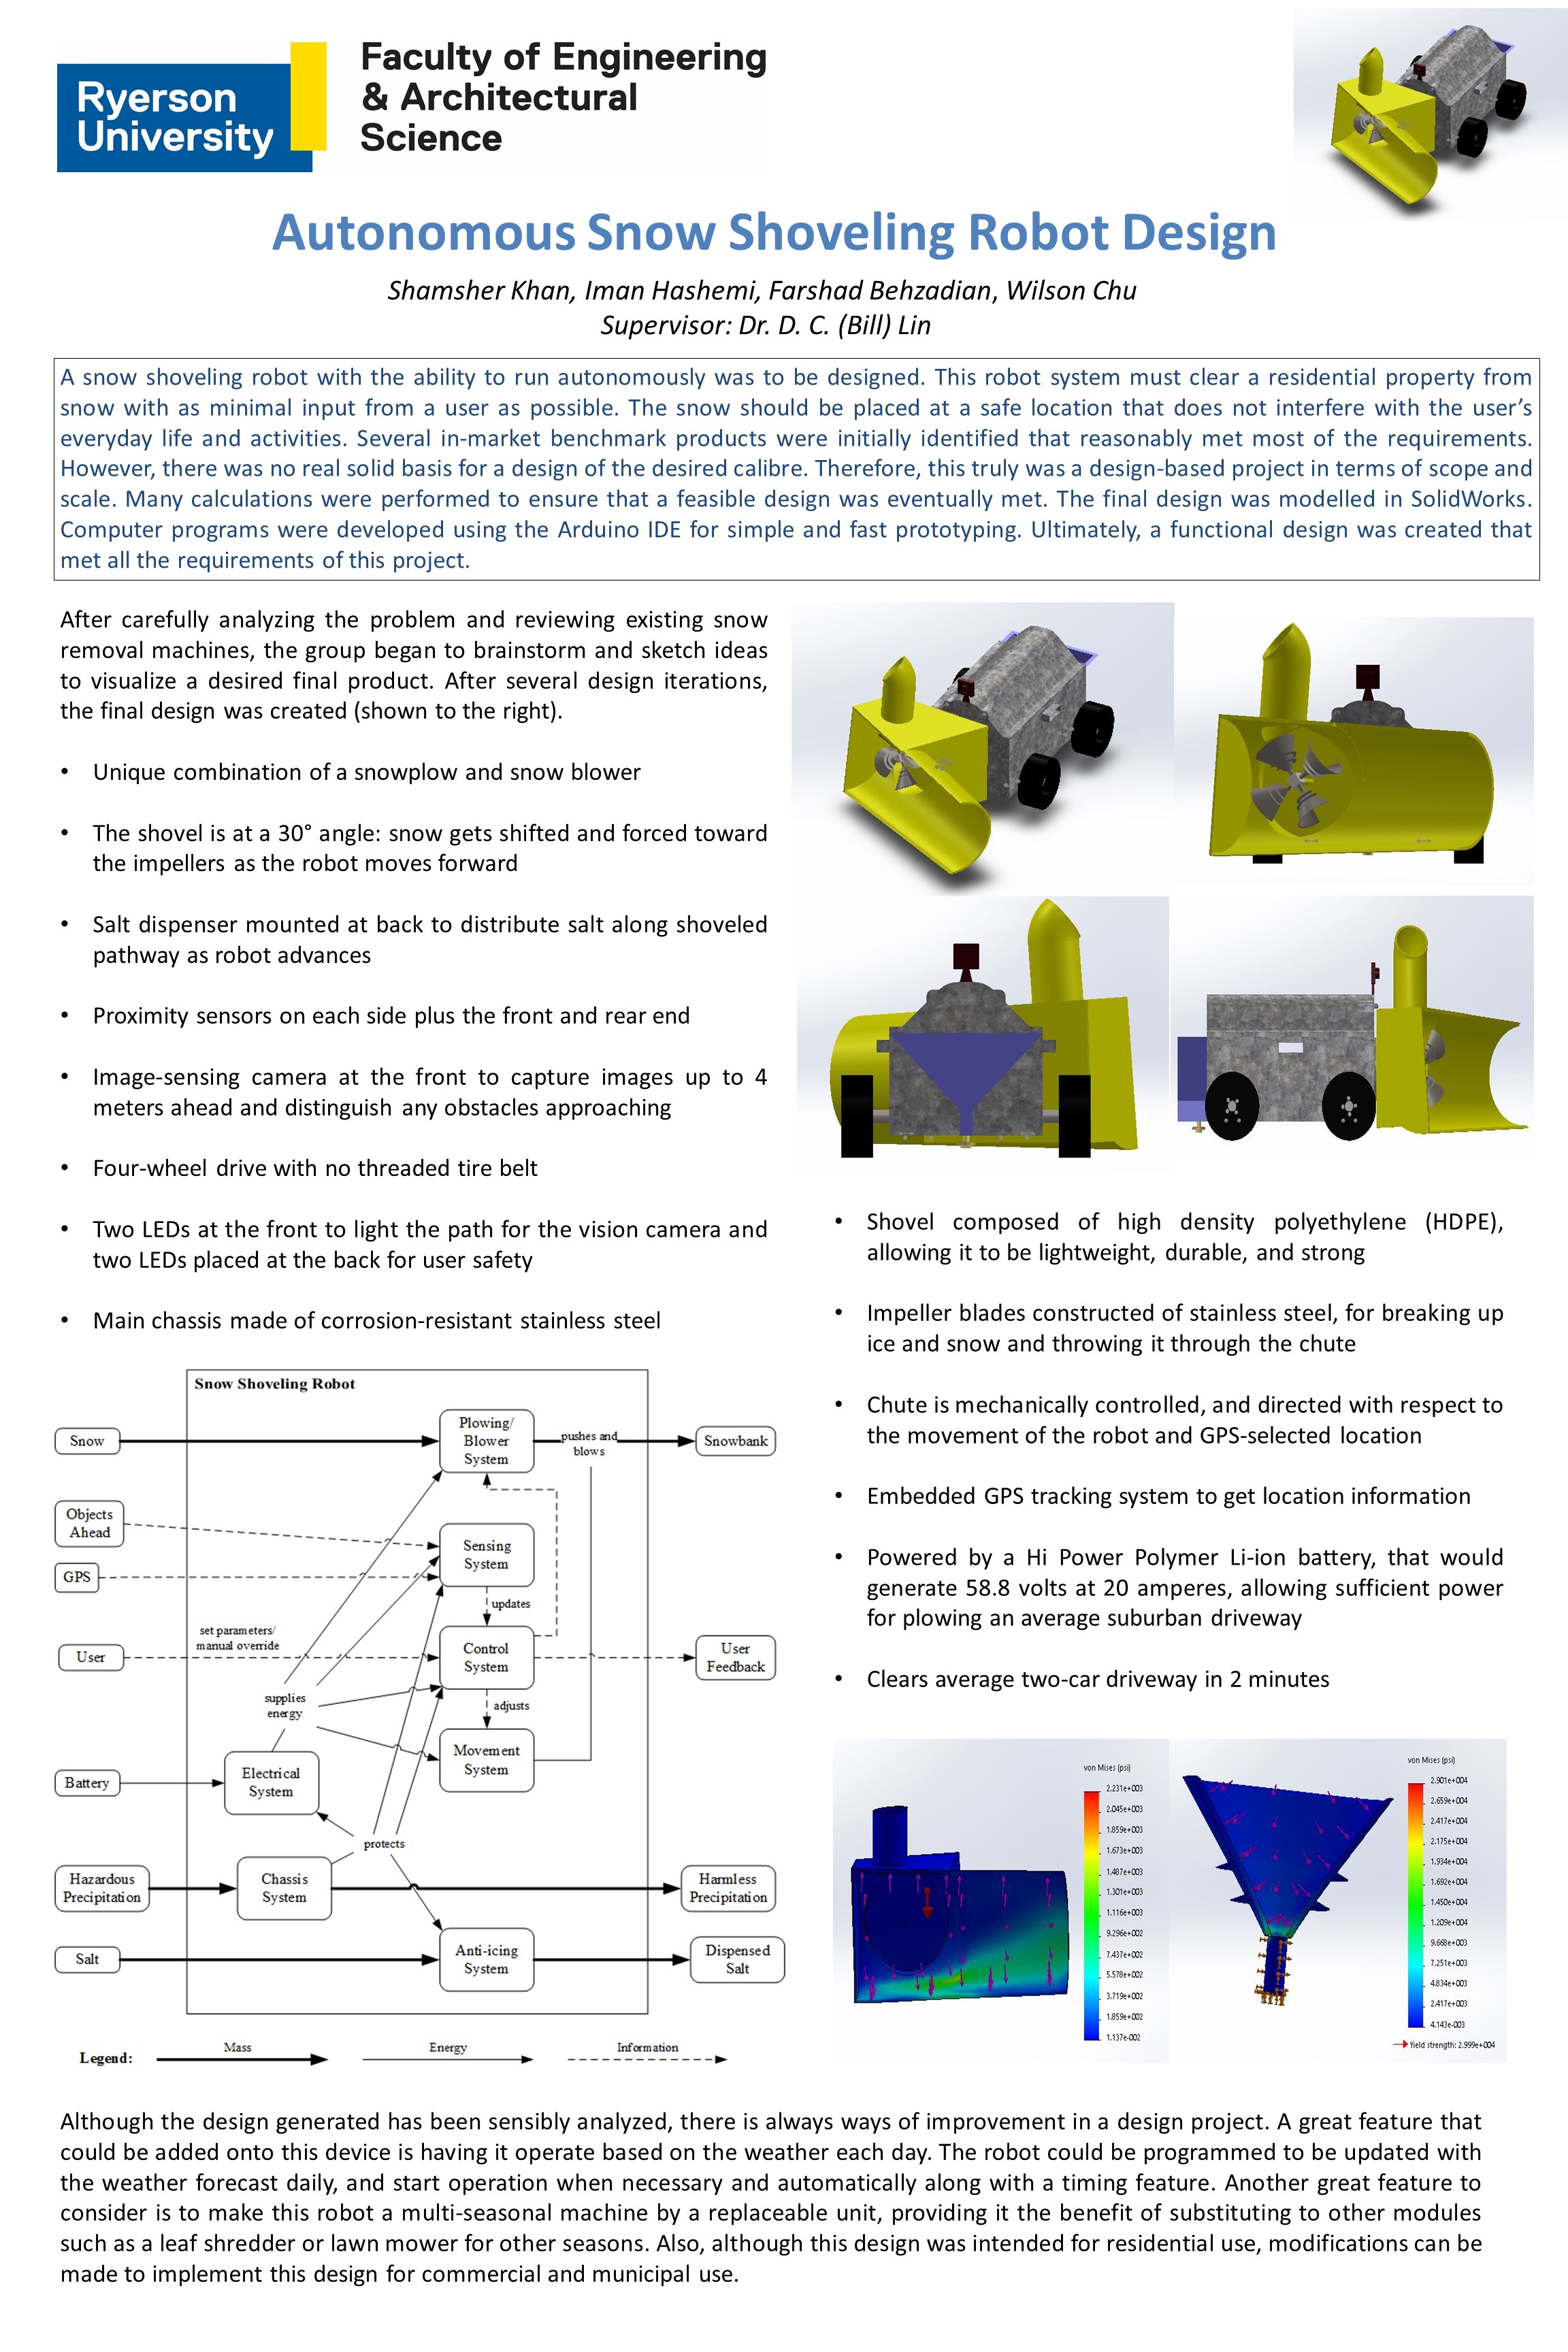 Ryerson
University
Faculty of Engineering
& Architectural
Science
Autonomous Snow Shoveling Robot Design
Shamsher Khan, Iman Hashemi, Farshad Behzadian, Wilson Chu
Supervisor: Dr. D. C. (Bill) Lin
A snow shoveling robot with the ability to run autonomously was to be designed. This robot system must clear a residential property from
snow with as minimal input from a user as possible. The snow should be placed at a safe location that does not interfere with the user’s
everyday life and activities. Several in-market benchmark products were initially identified that reasonably met most of the requirements.
However, there was no real solid basis for a design of the desired calibre. Therefore, this truly was a design-based project in terms of scope and
scale. Many calculations were performed to ensure that a feasible design was eventually met. The final design was modelled in SolidWorks.
Computer programs were developed using the Arduino IDE for simple and fast prototyping. Ultimately, a functional design was created that
met all the requirements of this project.
After carefully analyzing the problem and reviewing existing snow
removal machines, the group began to brainstorm and sketch ideas
to visualize a desired final product. After several design iterations,
the final design was created (shown to the right).
• Unique combination of a snowplow and snow blower
• The shovel is at a 30° angle: snow gets shifted and forced toward
the impellers as the robot moves forward
• Salt dispenser mounted at back to distribute salt along shoveled
pathway as robot advances
• Proximity sensors on each side plus the front and rear end
• Image-sensing camera at the front to capture images up to 4
meters ahead and distinguish any obstacles approaching
• Four-wheel drive with no threaded tire belt
• Two LEDs at the front to light the path for the vision camera and
two LEDs placed at the back for user safety
• Main chassis made of corrosion-resistant stainless steel
• Shovel composed of high density polyethylene (HDPE),
allowing it to be lightweight, durable, and strong
• Impeller blades constructed of stainless steel, for breaking up
ice and snow and throwing it through the chute
• Chute is mechanically controlled, and directed with respect to
the movement of the robot and GPS-selected location
• Embedded GPS tracking system to get location information
• Powered by a Hi Power Polymer Li-ion battery, that would
generate 58.8 volts at 20 amperes, allowing sufficient power
for plowing an average suburban driveway
• Clears average two-car driveway in 2 minutes
Snow Shoveling Robot
Snow
Plowing/
Blower
System
pushes and
blows
Snowbank
Objects
Ahead
Sensing
System
GPS
updates
set parameters/
manual override
User
Control
System
User
Feedback
supplies
energy
adjusts
Movement
System
Battery
Electrical
System
protects
Hazardous
Precipitation
Chassis
System
Harmless
Precipitation
Salt
Anti-icing
System
Dispensed
Salt
Legend:
Mass
Energy
Information
von Mises (psi)
2.231e+003
2.045e+003
1.859e+003
1.673e+003
1.487e+003
1.301e+003
1.116e+003
9.296e+002
7.437e+002
5.578e+002
3.719e+002
1.859e+002
1.137e-002
von Mises (psi)
2.901e+004
2.659e+004
2.417e+004
2.175e+004
1.934e+004
1.692e+004
1.450e+004
1.209e+004
9.668e+003
7.251e+003
4.834e+003
2.417e+003
4.143e-003
Yield strength: 2.999e+004
Although the design generated has been sensibly analyzed, there is always ways of improvement in a design project. A great feature that
could be added onto this device is having it operate based on the weather each day. The robot could be programmed to be updated with
the weather forecast daily, and start operation when necessary and automatically along with a timing feature. Another great feature to
consider is to make this robot a multi-seasonal machine by a replaceable unit, providing it the benefit of substituting to other modules
such as a leaf shredder or lawn mower for other seasons. Also, although this design was intended for residential use, modifications can be
made to implement this design for commercial and municipal use.